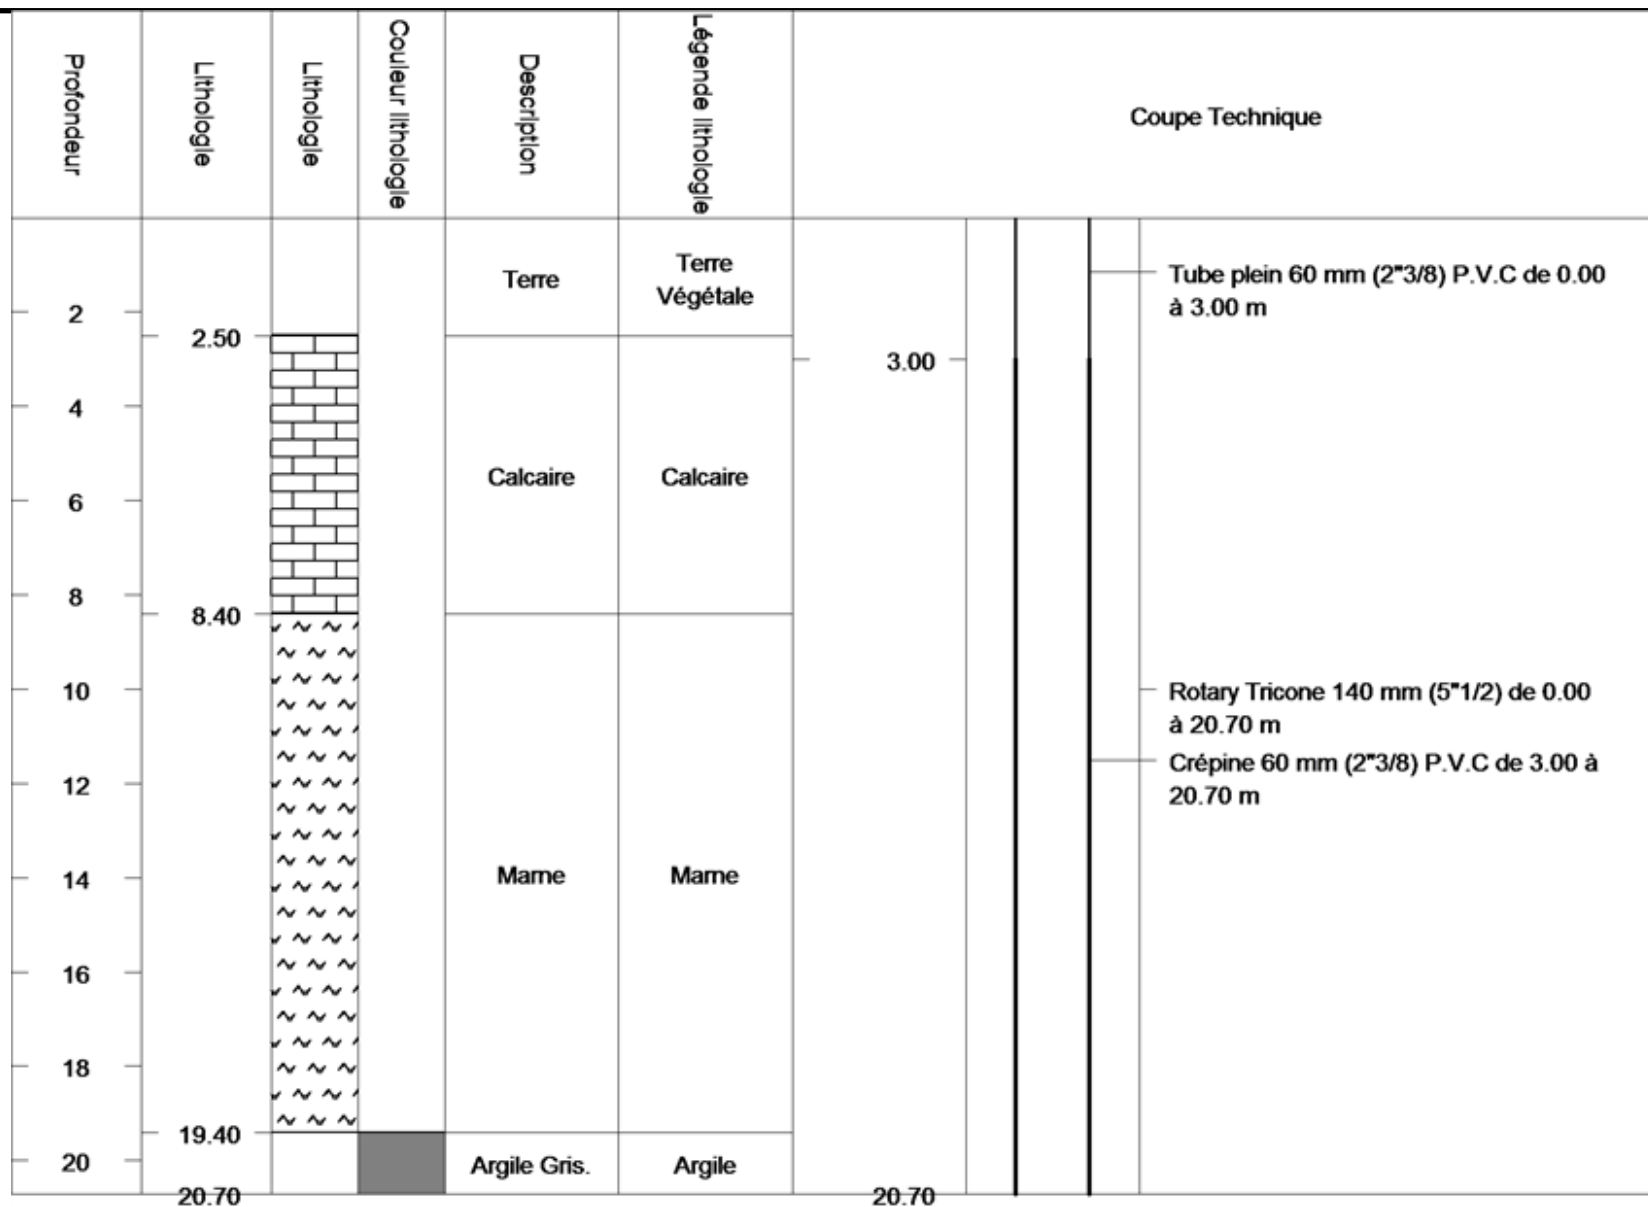 Profondeur
Lithologie
Lithologie
Couleur lithologie
Description
Légende lithologie
Coupe Technique
Terre
Terre
Végétale
Tube plein 60 mm (2"3/8) P.V.C de 0.00
à 3.00 m
2
2.50
3.00
4
Calcaire
Calcaire
6
8
8.40
10
Rotary Tricone 140 mm (5"1/2) de 0.00
à 20.70 m
Crépine 60 mm (2"3/8) P.V.C de 3.00 à
20.70 m
12
14
Marne
Marne
16
18
19.40
20
Argile Gris.
Argile
20.70
20.70